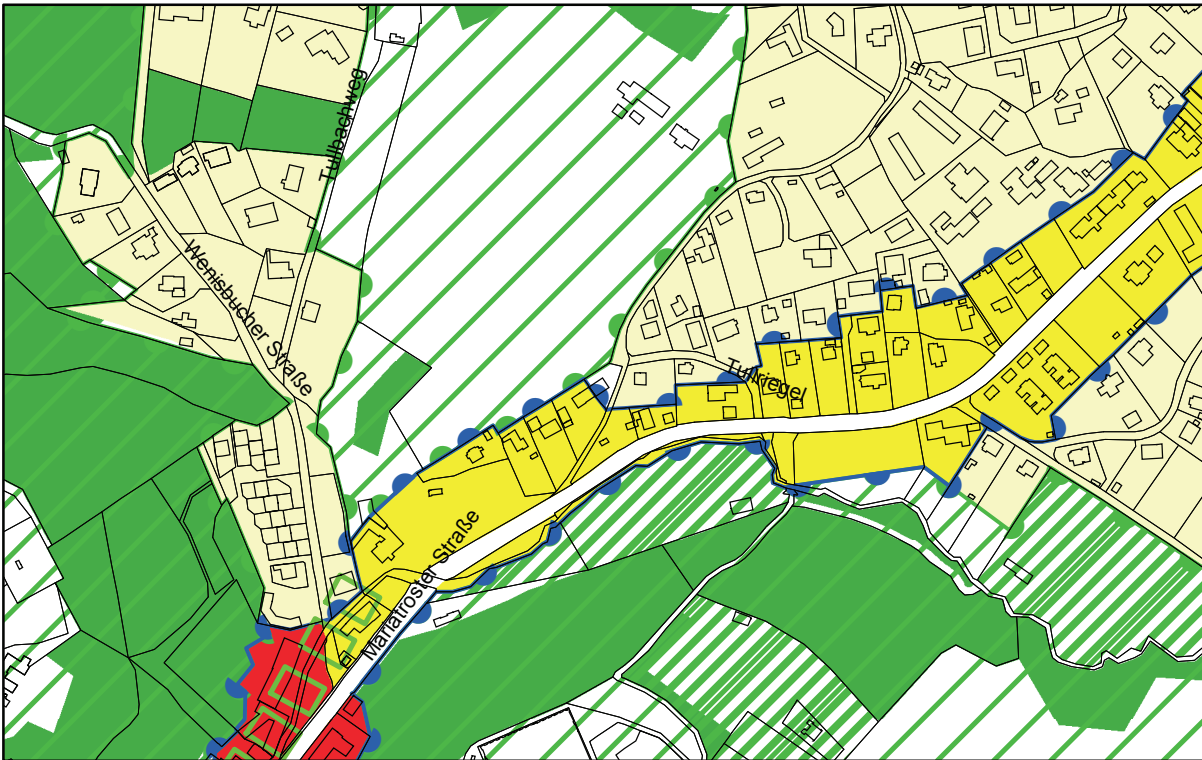 Tullbachweg
Wenisbucher Straße
Tullriegel
Mariatroster Straße